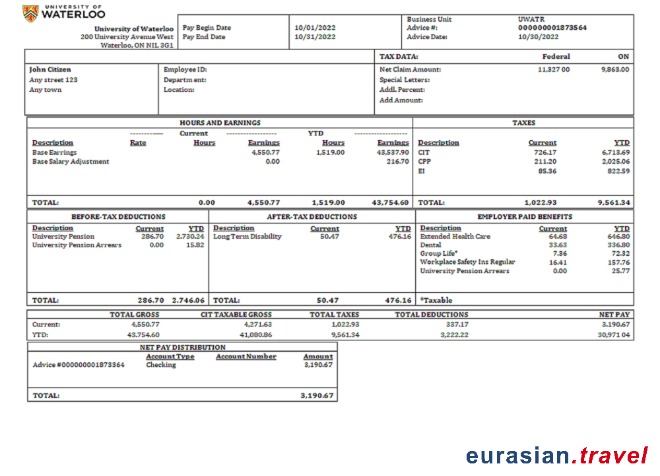 UNIVERSITY OF
WATERLOO
University of Waterloo
200 University Avenue West
Waterloo, ON NIL 3G1
Pay Begin Date 10/01/2022
Pay End Date 10/31/2022
Business Unit UWATR
Advice #: 000000001873564
Advice Date: 10/30/2022
John Citizen
Any street 123
Any town
Employee ID:
Department:
Location:
TAX DATA: Federal ON
Net Claim Amount: 11,327 00 9,863.00
Special Letters:
Addl. Percent:
Add Amount:
HOURS AND EARNINGS
Current YTD
Description Rate Hours Earnings Hours Earnings
Base Earrings 4,550.77 1,519.00 43,537.90
Base Salary Adjustment 0.00 216.70
TOTAL: 0.00 4,550.77 1,519.00 43,754.60
TAXES
Description Current YTD
CIT 726.17 6,713.69
CPP 211.20 2,025.06
EI 85.36 822.59
TOTAL: 1,022.93 9,561.34
BEFORE-TAX DEDUCTIONS
Description Current YTD
University Pension 286.70 2.730.24
University Pension Arrears 0.00 15.82
TOTAL: 286.70 2.746.06
AFTER-TAX DEDUCTIONS
Description Current YTD
Long Term Disability 50.47 476.16
TOTAL: 50.47 476.16
EMPLOYER PAID BENEFITS
Description Current YTD
Extended Health Care 64.68 646.80
Dental 33.63 336.80
Group Life* 7.36 72.32
Workplace Safety Ins Regular 16.41 157.76
University Pension Arrears 0.00 25.77
*Taxable
TOTAL GROSS CIT TAXABLE GROSS TOTAL TAXES TOTAL DEDUCTIONS NET PAY
Current: 4,550.77 4,271.63 1,022.93 337.17 3,190.67
YTD: 43.754.60 41,080.86 9,561.34 3,222.22 30,971 04
NET PAY DISTRIBUTION
Account Type Account Number Amount
Advice #000000001873564 Checking 3,190.67
TOTAL: 3,190.67
eurasian.travel